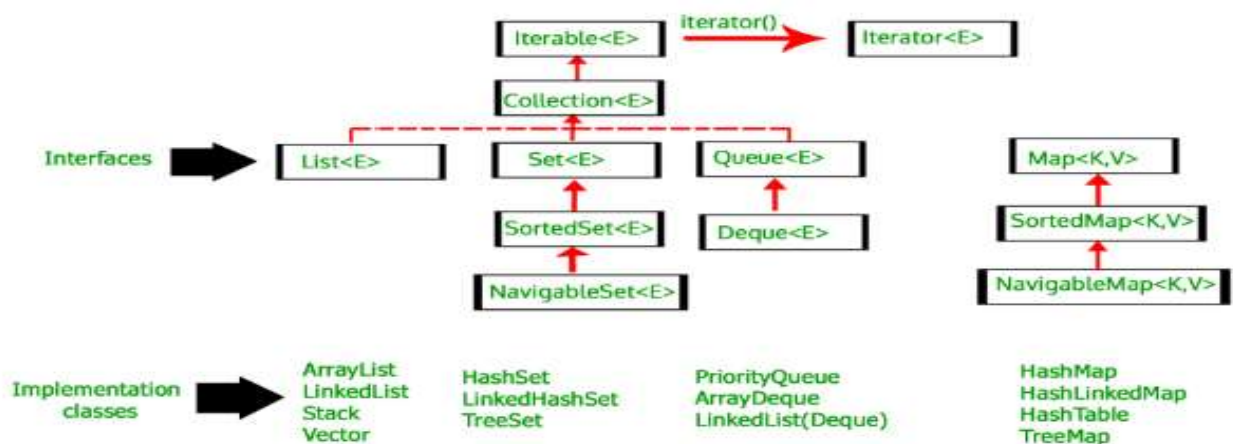 iterator()
Iterable<E>
Iterator<E>
Collection<E>
Interfaces
List<E>
Set<E>
Queue<E>
Map<K,V>
SortedSet<E>
Deque<E>
SortedMap<K,V>
NavigableSet<E>
NavigableMap<K,V>
Implementation
classes
ArrayList
LinkedList
Stack
Vector
HashSet
LinkedHashSet
TreeSet
PriorityQueue
ArrayDeque
LinkedList(Deque)
HashMap
HashLinkedMap
HashTable
TreeMap